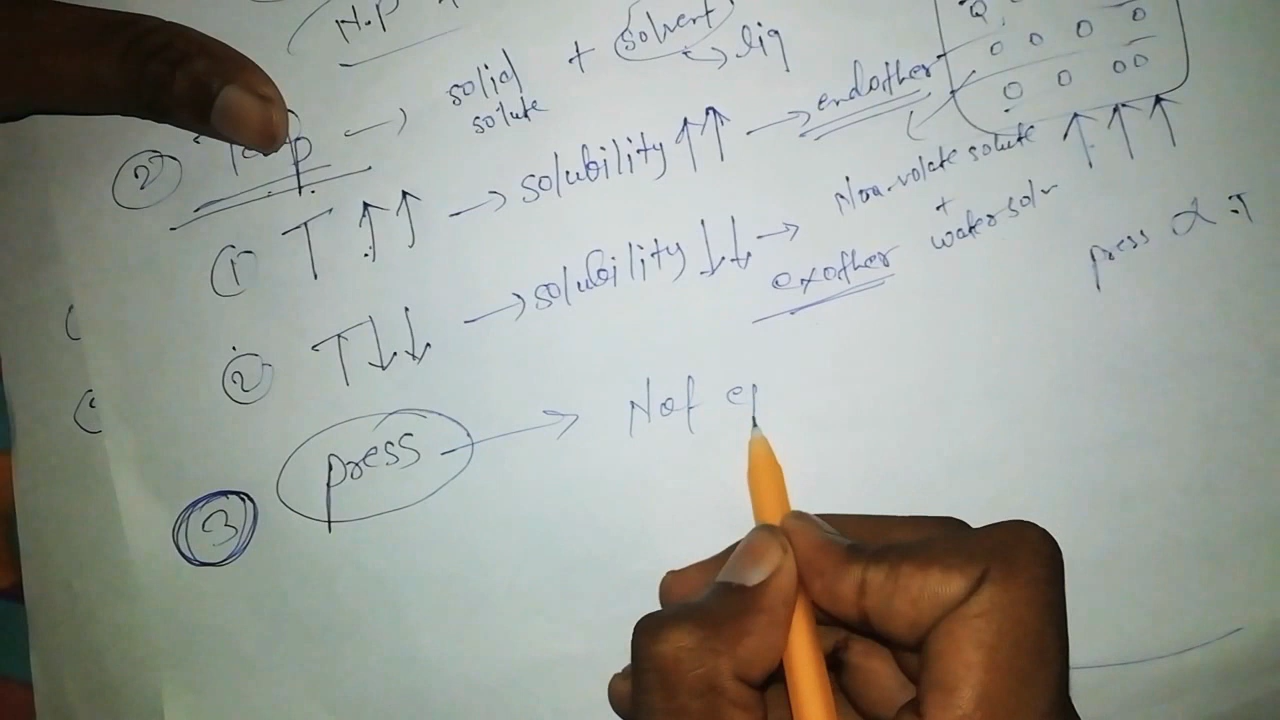 N.P
solid + solvent → liq
solute
② Temp →
① T ↑↑ → solubility ↑↑ → endother
② T ↓↓ → solubility ↓↓ → exother
Non-volate solute
+
water soln
press α T
③ press → Not e